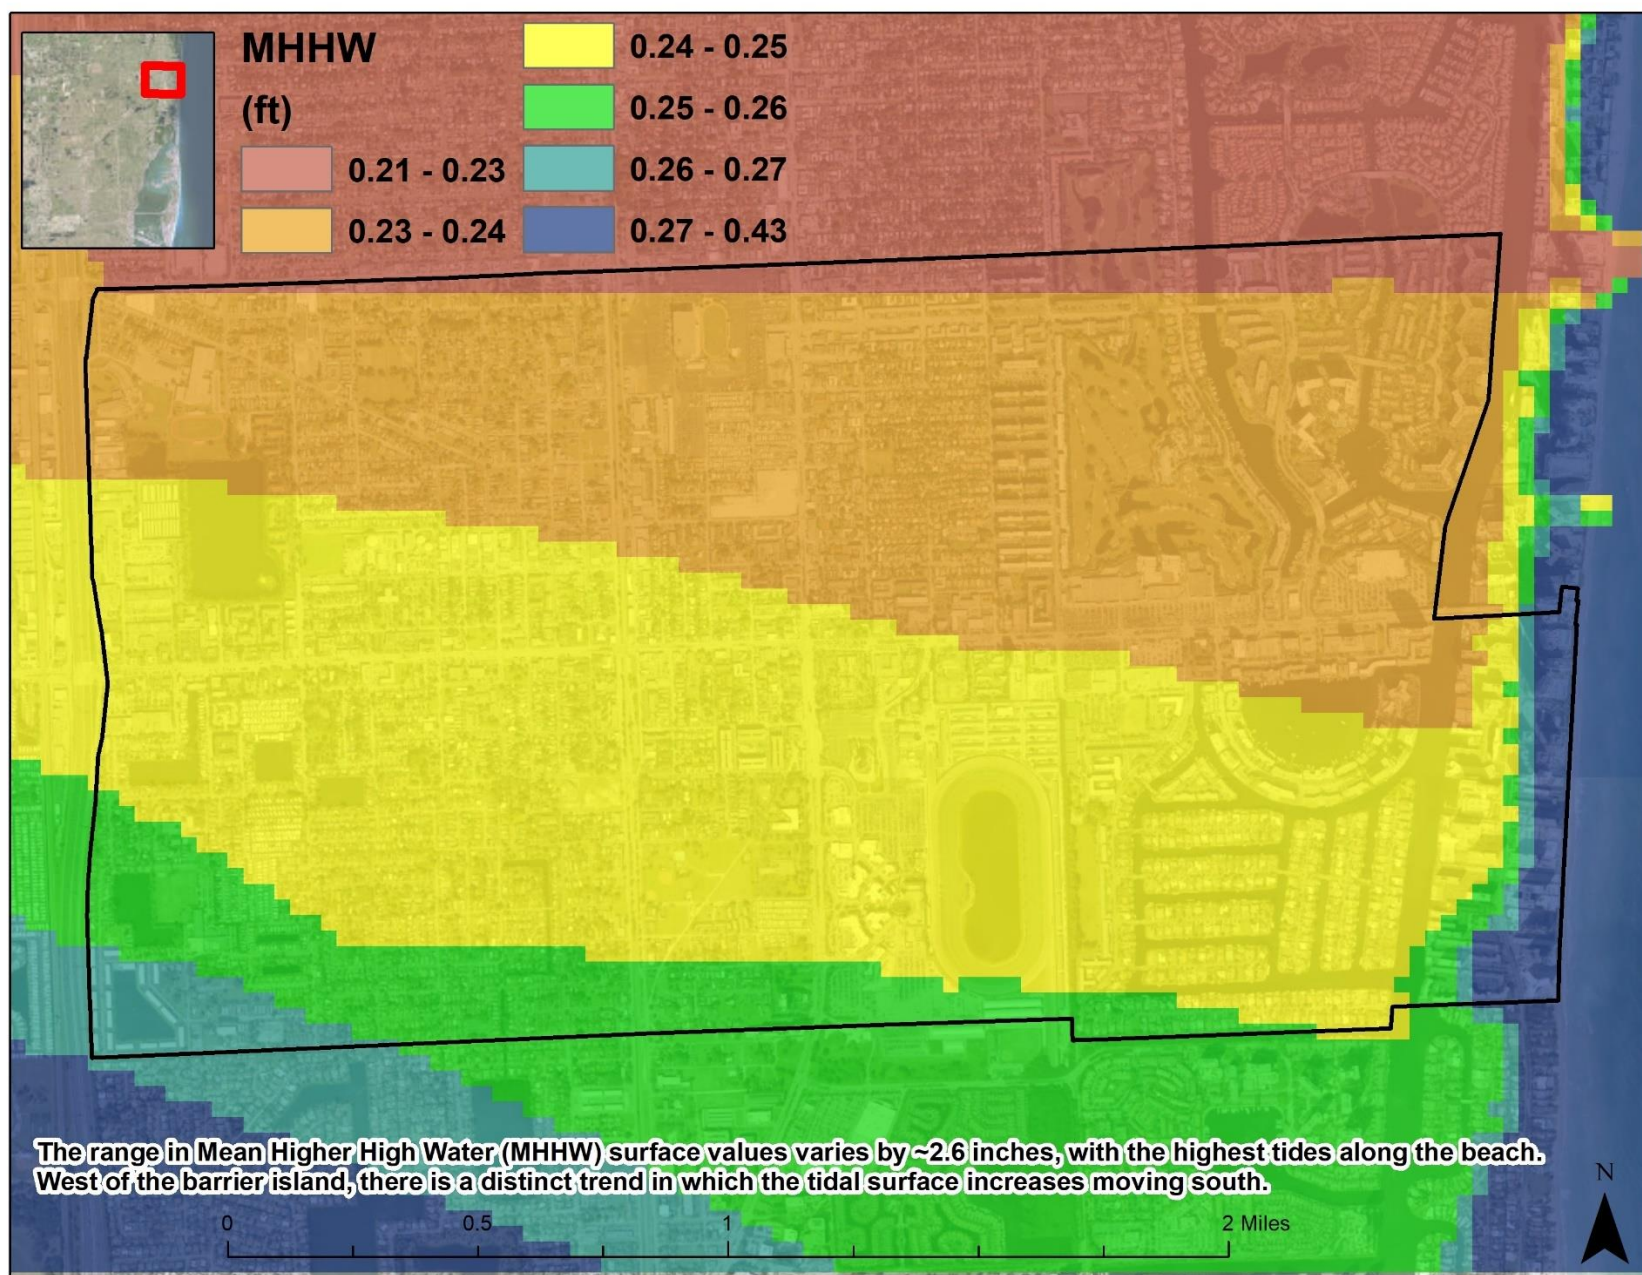 MHHW
(ft)
0.21 - 0.23
0.23 - 0.24
0.24 - 0.25
0.25 - 0.26
0.26 - 0.27
0.27 - 0.43
The range in Mean Higher High Water (MHHW) surface values varies by ~2.6 inches, with the highest tides along the beach.
West of the barrier island, there is a distinct trend in which the tidal surface increases moving south.
0 0.5 1 2 Miles
N